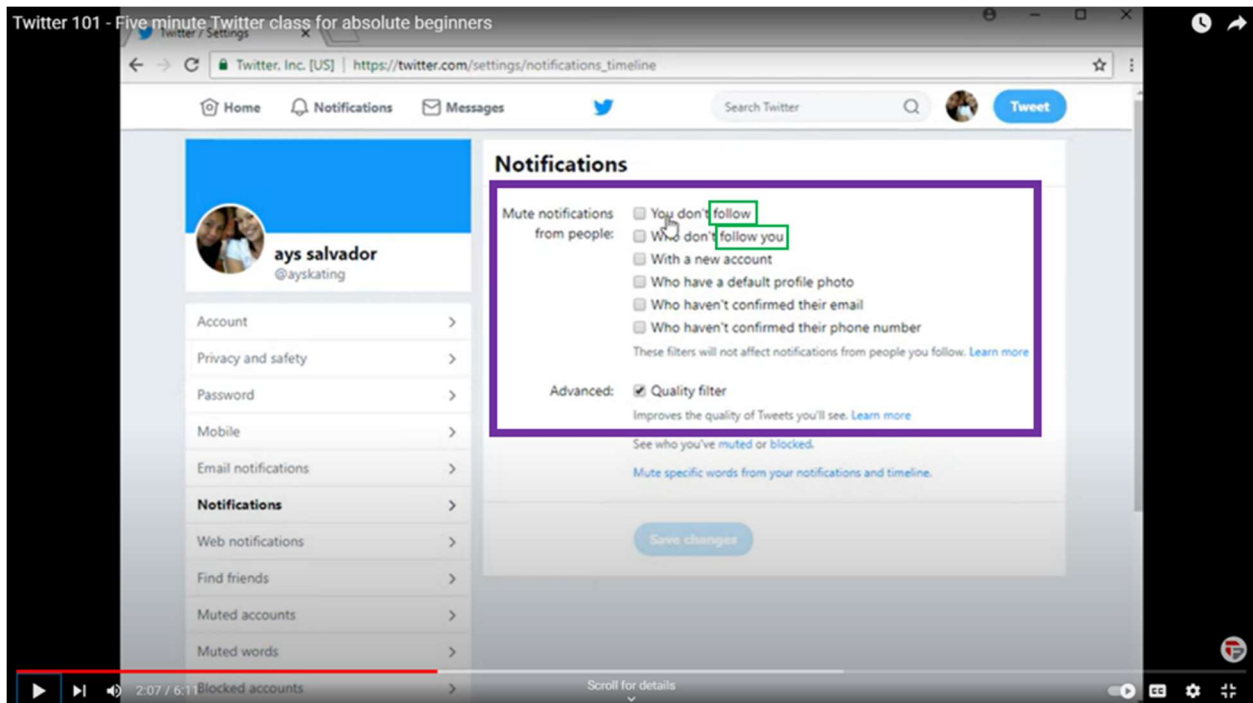 Twitter 101 - Five minute Twitter class for absolute beginners
Twitter / Settings
Twitter, Inc. [US] | https://twitter.com/settings/notifications_timeline
Home Notifications Messages Search Twitter Tweet
ays salvador
@ayskating
Account
Privacy and safety
Password
Mobile
Email notifications
Notifications
Web notifications
Find friends
Muted accounts
Muted words
Blocked accounts
Notifications
Mute notifications from people:
You don't follow
Who don't follow you
With a new account
Who have a default profile photo
Who haven't confirmed their email
Who haven't confirmed their phone number
These filters will not affect notifications from people you follow. Learn more
Advanced: Quality filter
Improves the quality of Tweets you'll see. Learn more
See who you've muted or blocked.
Mute specific words from your notifications and timeline.
Save changes
2:07 / 6:11
Scroll for details
CC